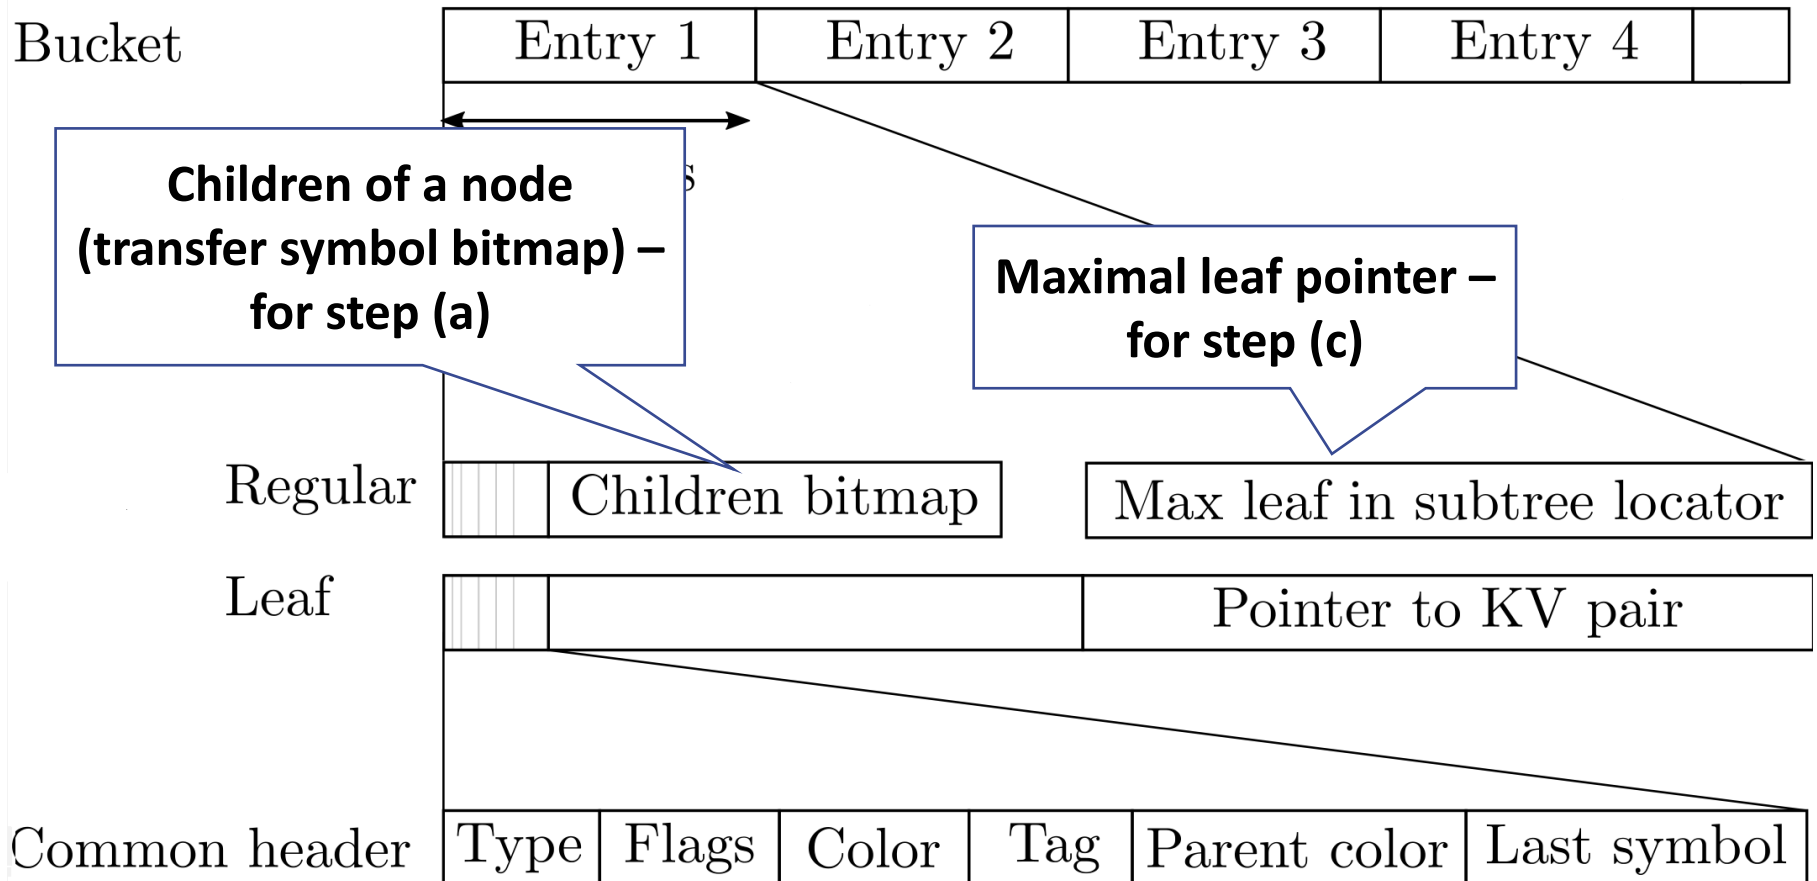 Bucket
Entry 1
Entry 2
Entry 3
Entry 4
Children of a node
(transfer symbol bitmap) –
for step (a)
Maximal leaf pointer –
for step (c)
Regular
Children bitmap
Max leaf in subtree locator
Leaf
Pointer to KV pair
Common header
Type
Flags
Color
Tag
Parent color
Last symbol